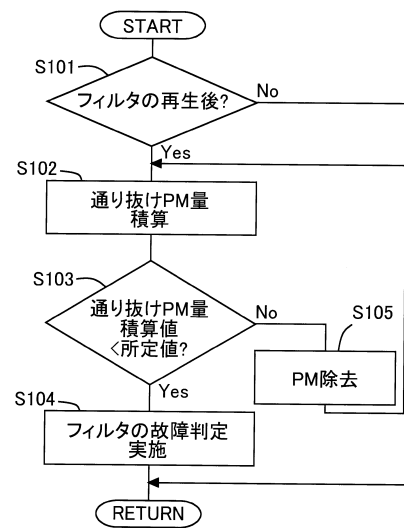 START
S101
フィルタの再生後?
No
Yes
S102
通り抜けPM量
積算
S103
通り抜けPM量
積算値
<所定値?
No
S105
PM除去
Yes
S104
フィルタの故障判定
実施
RETURN